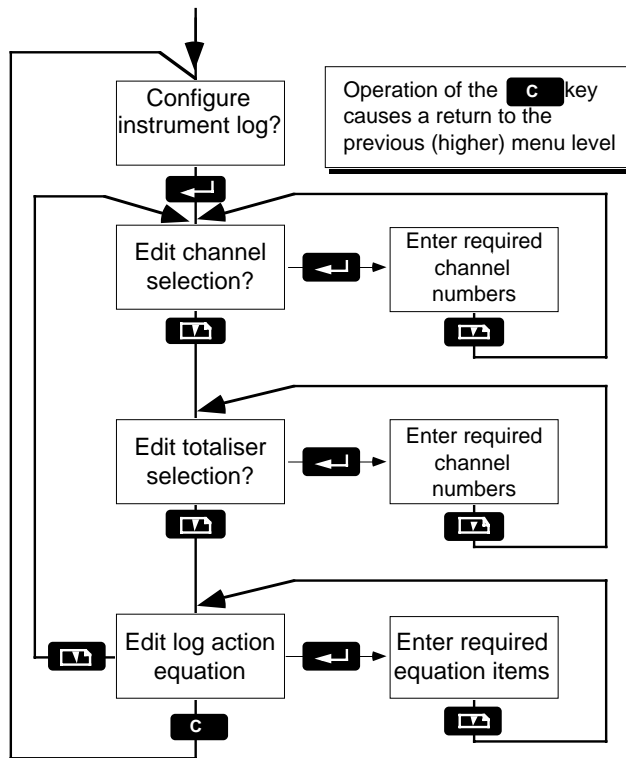 Configure
instrument log?
Operation of the C key
causes a return to the
previous (higher) menu level
Edit channel
selection?
Enter required
channel
numbers
Edit totaliser
selection?
Enter required
channel
numbers
Edit log action
equation
Enter required
equation items
C